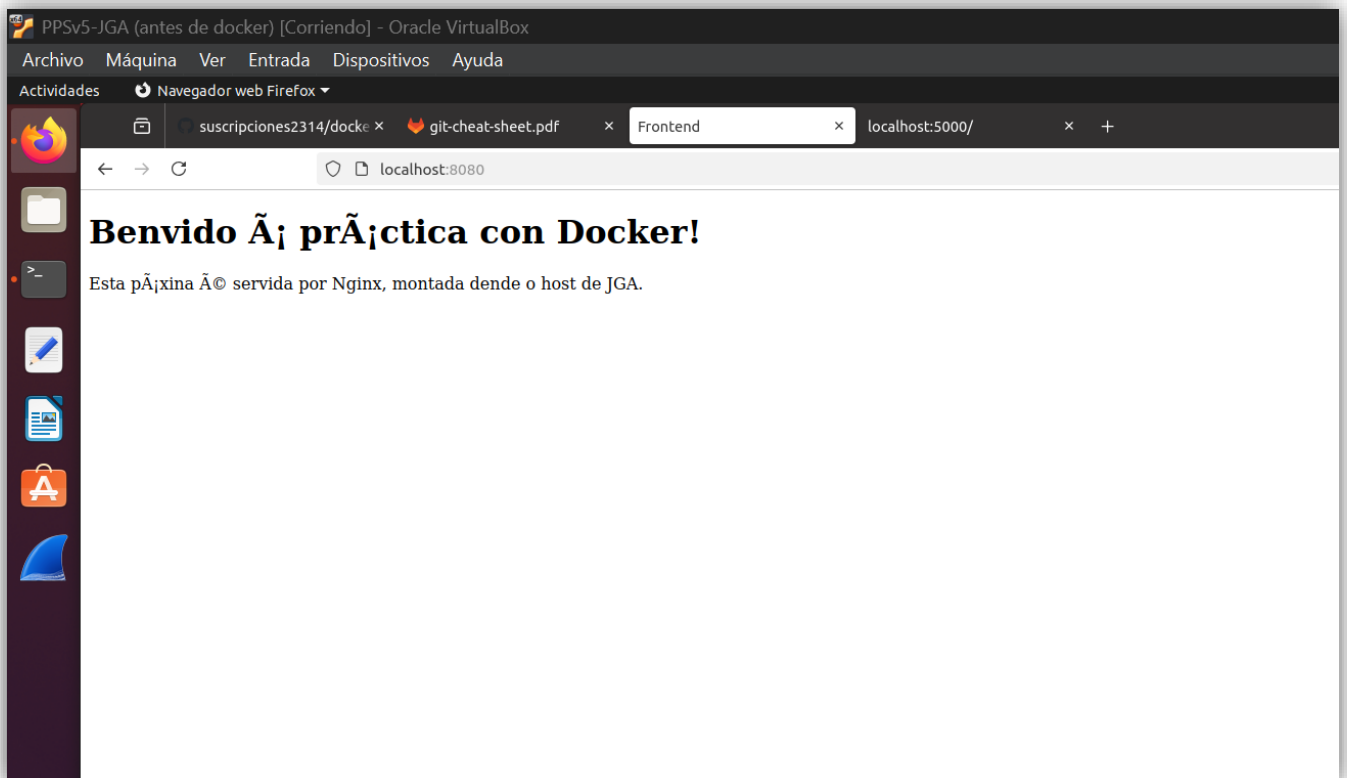 PPSv5-JGA (antes de docker) [Corriendo] - Oracle VirtualBox
Archivo Máquina Ver Entrada Dispositivos Ayuda
Actividades Navegador web Firefox
suscripciones2314/docke git-cheat-sheet.pdf Frontend localhost:5000/
localhost:8080
Benvido Ã¡ prÃ¡ctica con Docker!
Esta pÃ¡xina Ã© servida por Nginx, montada dende o host de JGA.